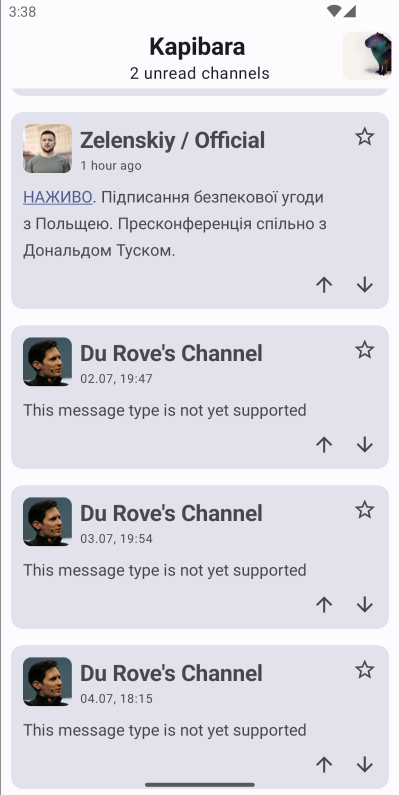 3:38
Kapibara
2 unread channels
Zelenskiy / Official
1 hour ago
НАЖИВО. Підписання безпекової угоди
з Польщею. Пресконференція спільно з
Дональдом Туском.
Du Rove's Channel
02.07, 19:47
This message type is not yet supported
Du Rove's Channel
03.07, 19:54
This message type is not yet supported
Du Rove's Channel
04.07, 18:15
This message type is not yet supported